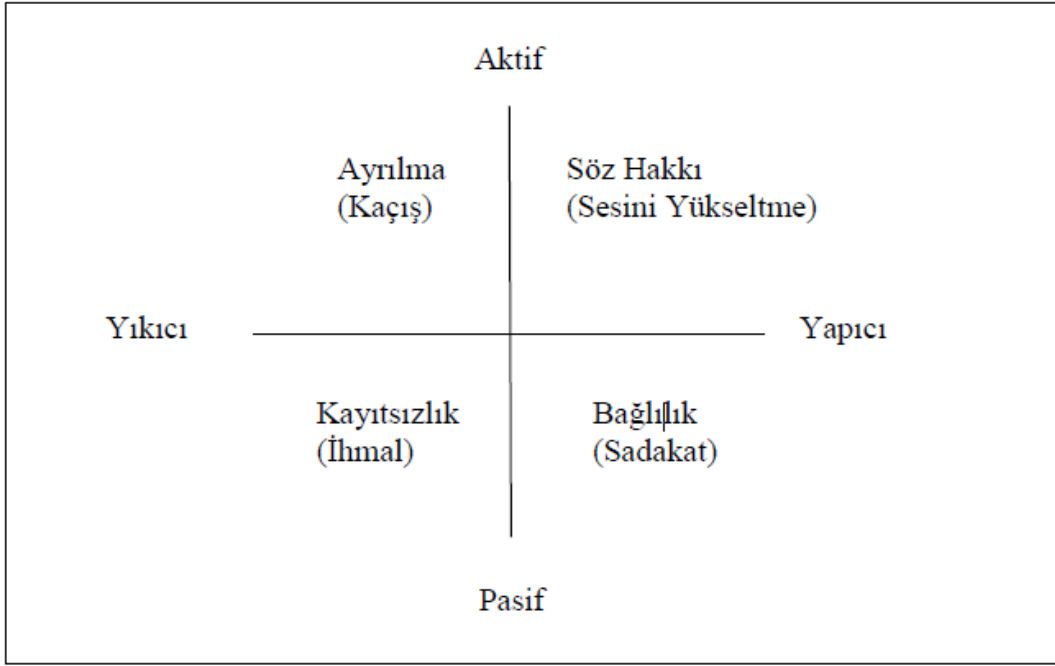 Aktif
Ayrılma
(Kaçış)
Söz Hakkı
(Sesini Yükseltme)
Yıkıcı
Yapıcı
Kayıtsızlık
(İhmal)
Bağlılık
(Sadakat)
Pasif